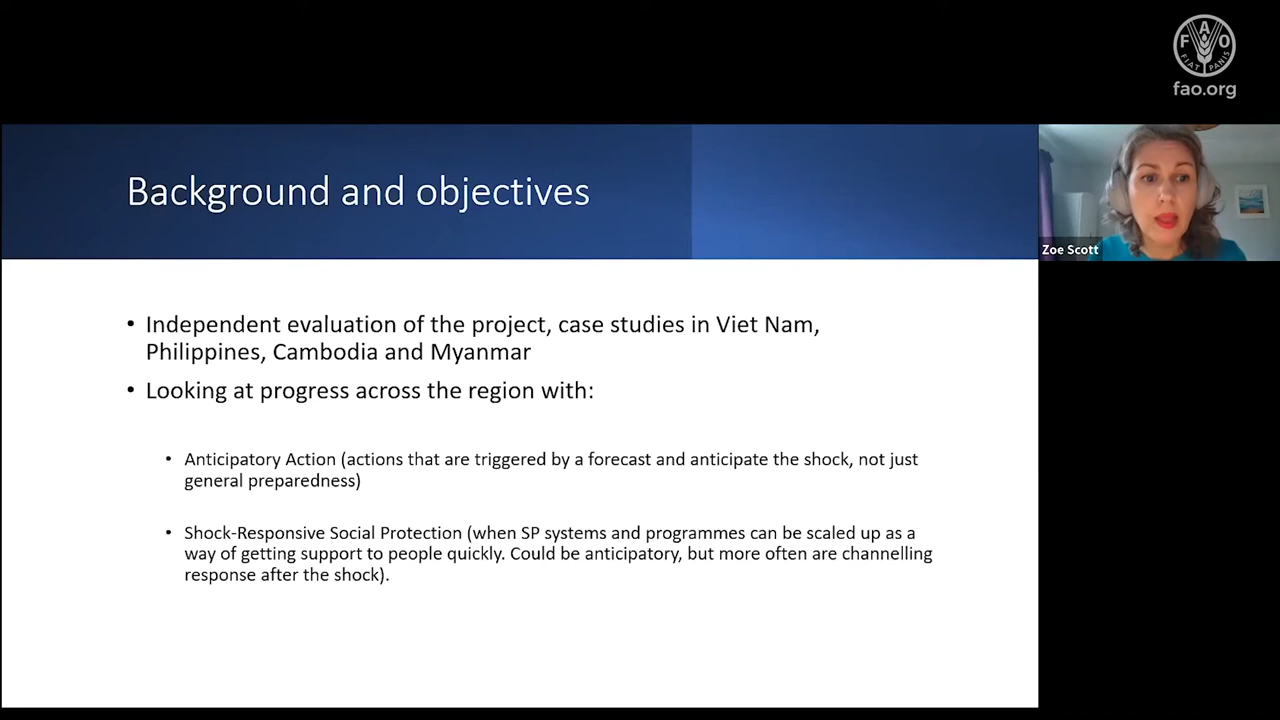 F A O
FIAT PANIS
fao.org
Background and objectives
Zoe Scott
• Independent evaluation of the project, case studies in Viet Nam,
Philippines, Cambodia and Myanmar
• Looking at progress across the region with:
• Anticipatory Action (actions that are triggered by a forecast and anticipate the shock, not just
general preparedness)
• Shock-Responsive Social Protection (when SP systems and programmes can be scaled up as a
way of getting support to people quickly. Could be anticipatory, but more often are channelling
response after the shock).